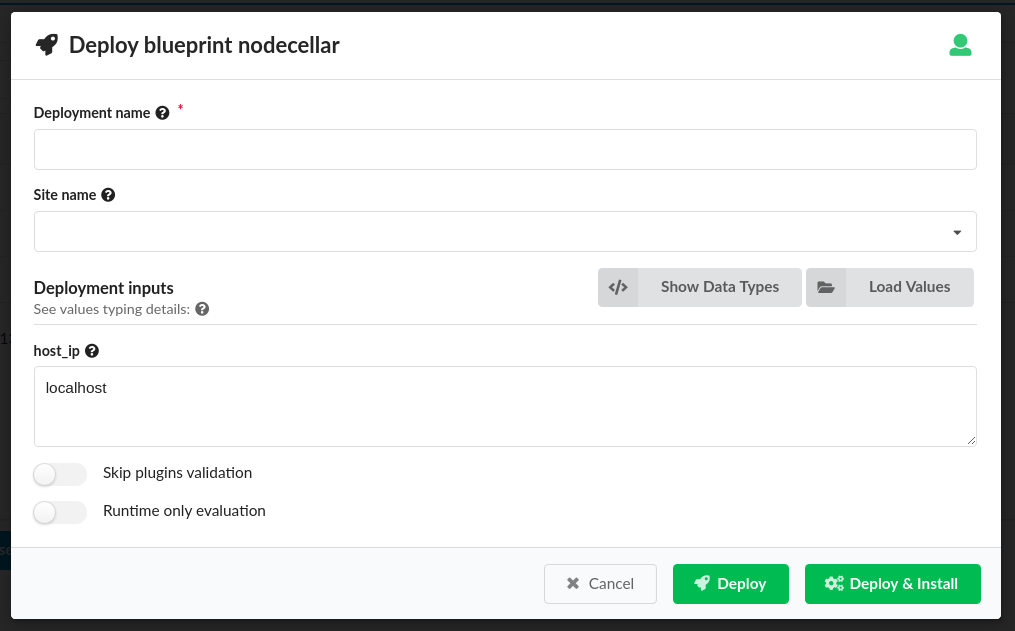 Deploy blueprint nodecellar
Deployment name *
Site name
Deployment inputs
See values typing details:
</> Show Data Types
Load Values
host_ip
localhost
Skip plugins validation
Runtime only evaluation
Cancel
Deploy
Deploy & Install